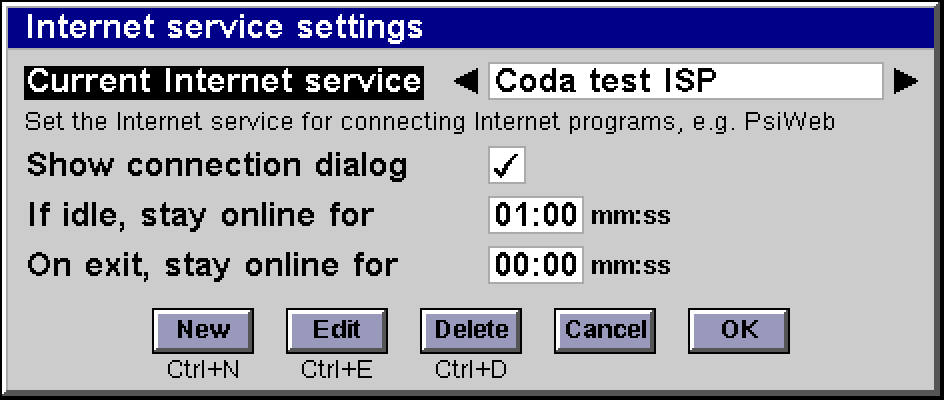 Internet service settings
Current Internet service Coda test ISP
Set the Internet service for connecting Internet programs, e.g. PsiWeb
Show connection dialog
If idle, stay online for 01:00 mm:ss
On exit, stay online for 00:00 mm:ss
New Edit Delete Cancel OK
Ctrl+N Ctrl+E Ctrl+D